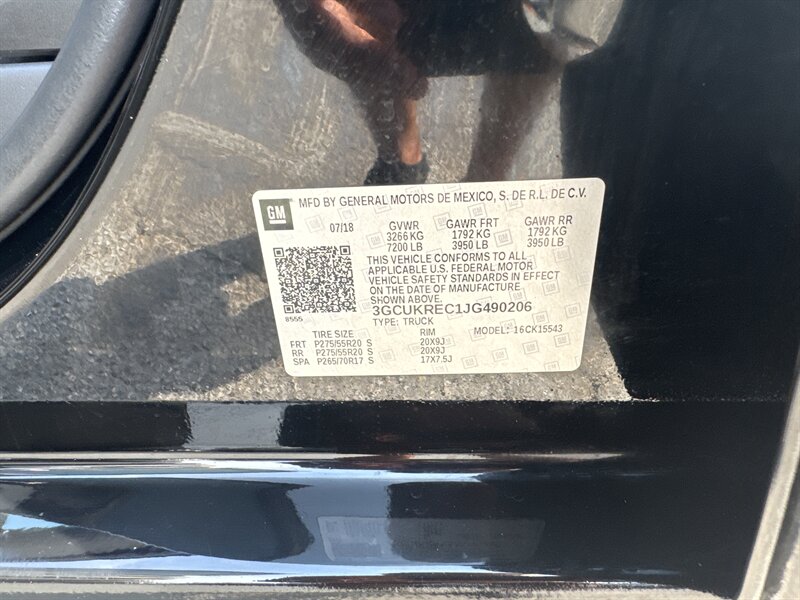 GM MFD BY GENERAL MOTORS DE MEXICO, S. DE R.L. DE C.V.
07/18 GVWR GAWR FRT GAWR RR
3266 KG 1792 KG 1792 KG
7200 LB 3950 LB 3950 LB
THIS VEHICLE CONFORMS TO ALL
APPLICABLE U.S. FEDERAL MOTOR
VEHICLE SAFETY STANDARDS IN EFFECT
ON THE DATE OF MANUFACTURE
SHOWN ABOVE.
3GCUKREC1JG490206
8555 TYPE: TRUCK
TIRE SIZE RIM MODEL: 16CK15543
FRT P275/55R20 S 20X9J
RR P275/55R20 S 20X9J
SPA P265/70R17 S 17X7.5J